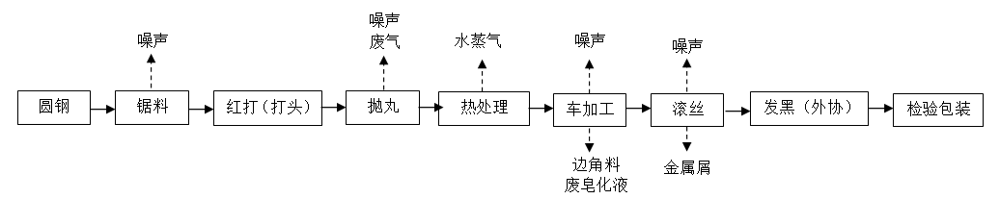 噪声
废气
噪声
水蒸气
噪声
噪声
圆钢
锯料
红打（打头）
抛丸
热处理
车加工
滚丝
发黑（外协）
检验包装
边角料
废皂化液
金属屑